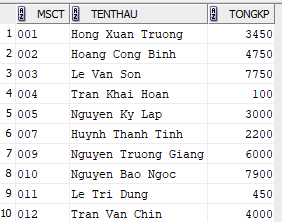 MSCT TENTHAU TONGKP
1 001 Hong Xuan Truong 3450
2 002 Hoang Cong Binh 4750
3 003 Le Van Son 7750
4 004 Tran Khai Hoan 100
5 005 Nguyen Ky Lap 3000
6 007 Huynh Thanh Tinh 2200
7 009 Nguyen Truong Giang 6000
8 010 Nguyen Bao Ngoc 7900
9 011 Le Tri Dung 450
10 012 Tran Van Chin 4000